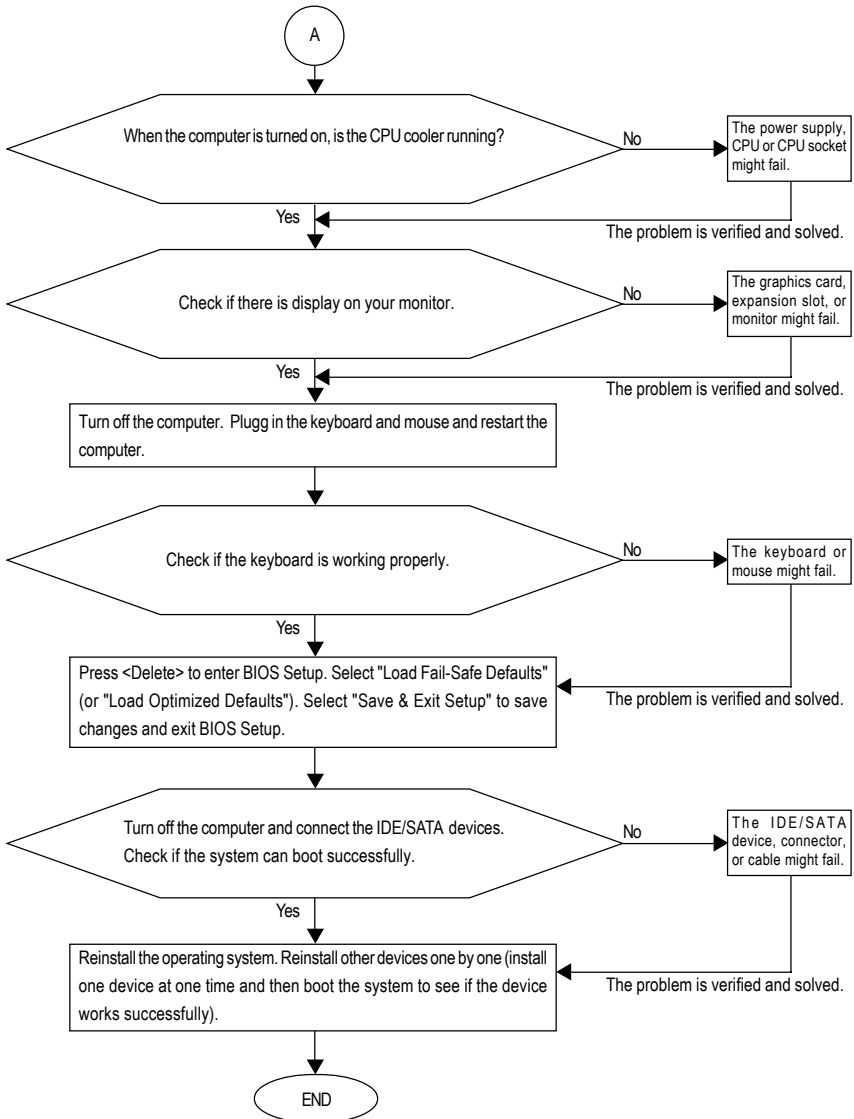 A
When the computer is turned on, is the CPU cooler running?
No
The power supply,
CPU or CPU socket
might fail.
Yes
The problem is verified and solved.
Check if there is display on your monitor.
No
The graphics card,
expansion slot, or
monitor might fail.
Yes
The problem is verified and solved.
Turn off the computer. Plugg in the keyboard and mouse and restart the
computer.
Check if the keyboard is working properly.
No
The keyboard or
mouse might fail.
Yes
Press <Delete> to enter BIOS Setup. Select "Load Fail-Safe Defaults"
(or "Load Optimized Defaults"). Select "Save & Exit Setup" to save
changes and exit BIOS Setup.
The problem is verified and solved.
Turn off the computer and connect the IDE/SATA devices.
Check if the system can boot successfully.
No
The IDE/SATA
device, connector,
or cable might fail.
Yes
Reinstall the operating system. Reinstall other devices one by one (install
one device at one time and then boot the system to see if the device
works successfully).
The problem is verified and solved.
END